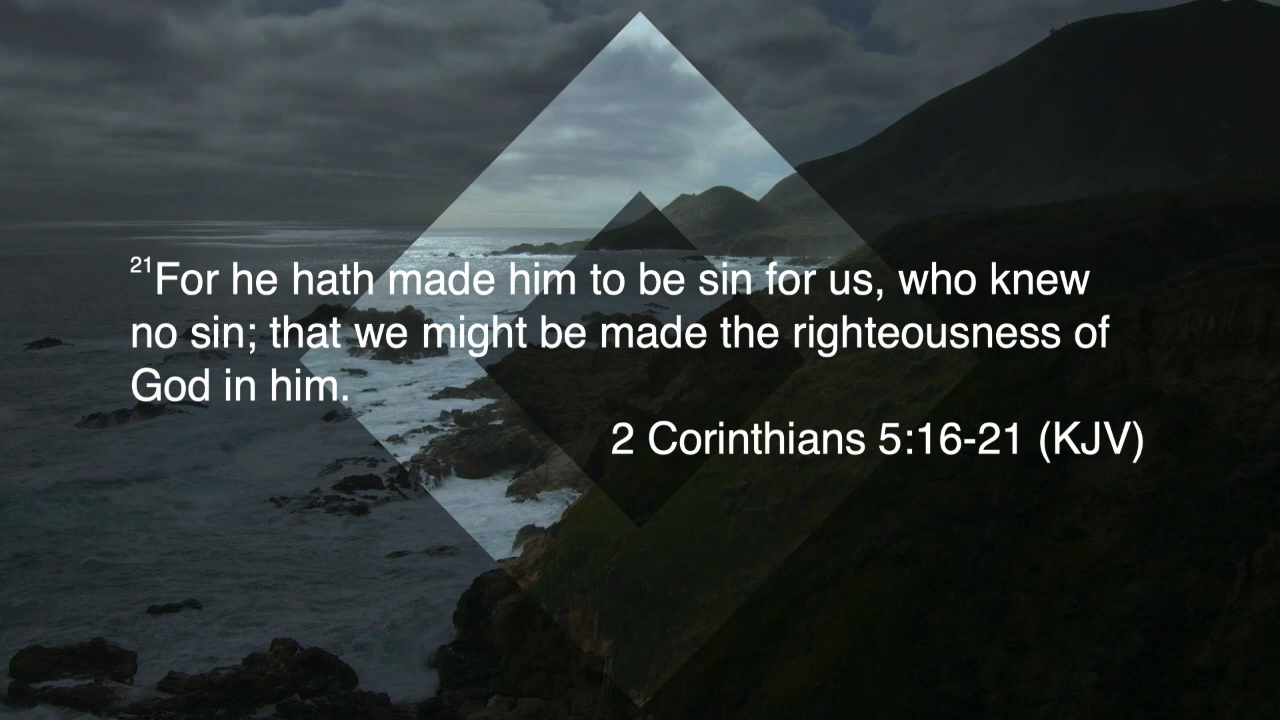 21For he hath made him to be sin for us, who knew
no sin; that we might be made the righteousness of
God in him.
2 Corinthians 5:16-21 (KJV)